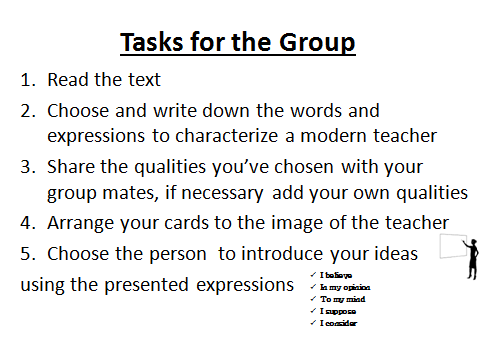 Tasks for the Group
1. Read the text
2. Choose and write down the words and
expressions to characterize a modern teacher
3. Share the qualities you've chosen with your
group mates, if necessary add your own qualities
4. Arrange your cards to the image of the teacher
5. Choose the person to introduce your ideas
using the presented expressions
✓ I believe
✓ In my opinion
✓ To my mind
✓ I suppose
✓ I consider